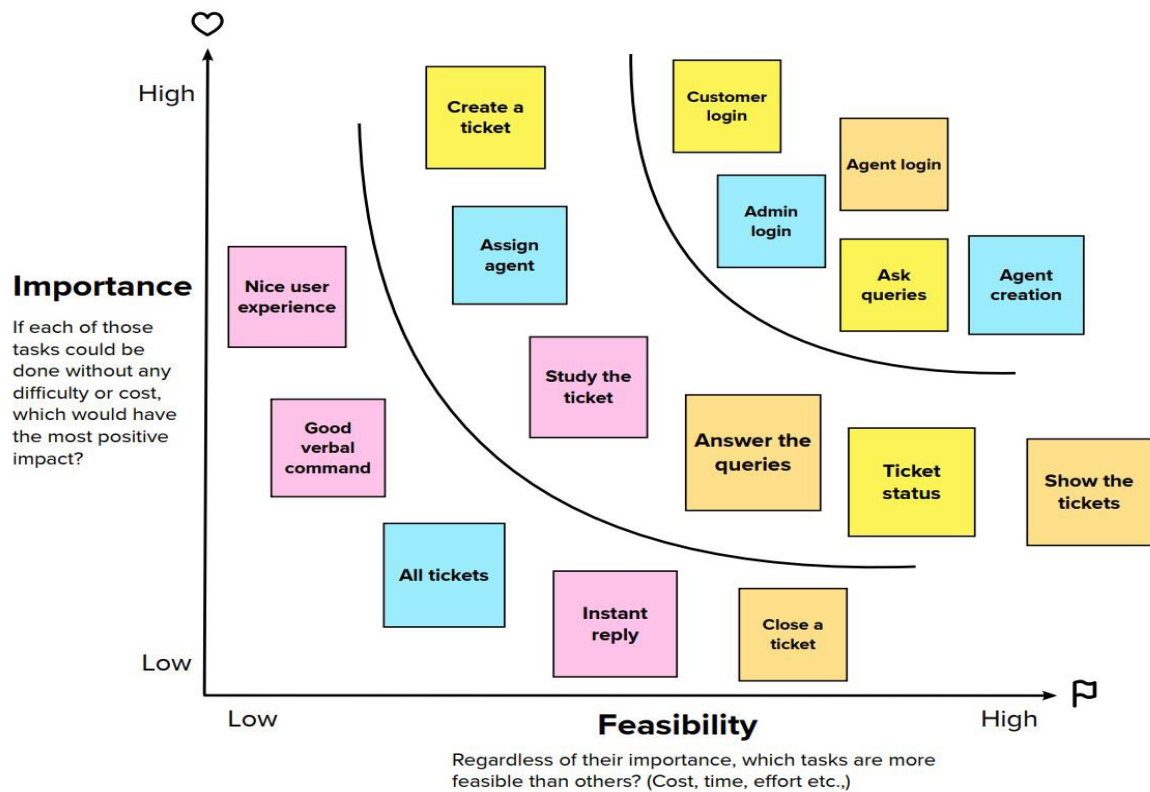 High
Create a
ticket
Customer
login
Agent login
Admin
login
Assign
agent
Ask
queries
Agent
creation
Nice user
experience
Importance
If each of those
tasks could be
done without any
difficulty or cost,
which would have
the most positive
impact?
Study the
ticket
Good
verbal
command
Answer the
queries
Ticket
status
Show the
tickets
All tickets
Instant
reply
Close a
ticket
Low
Low
Feasibility
High
Regardless of their importance, which tasks are more
feasible than others? (Cost, time, effort etc.,)